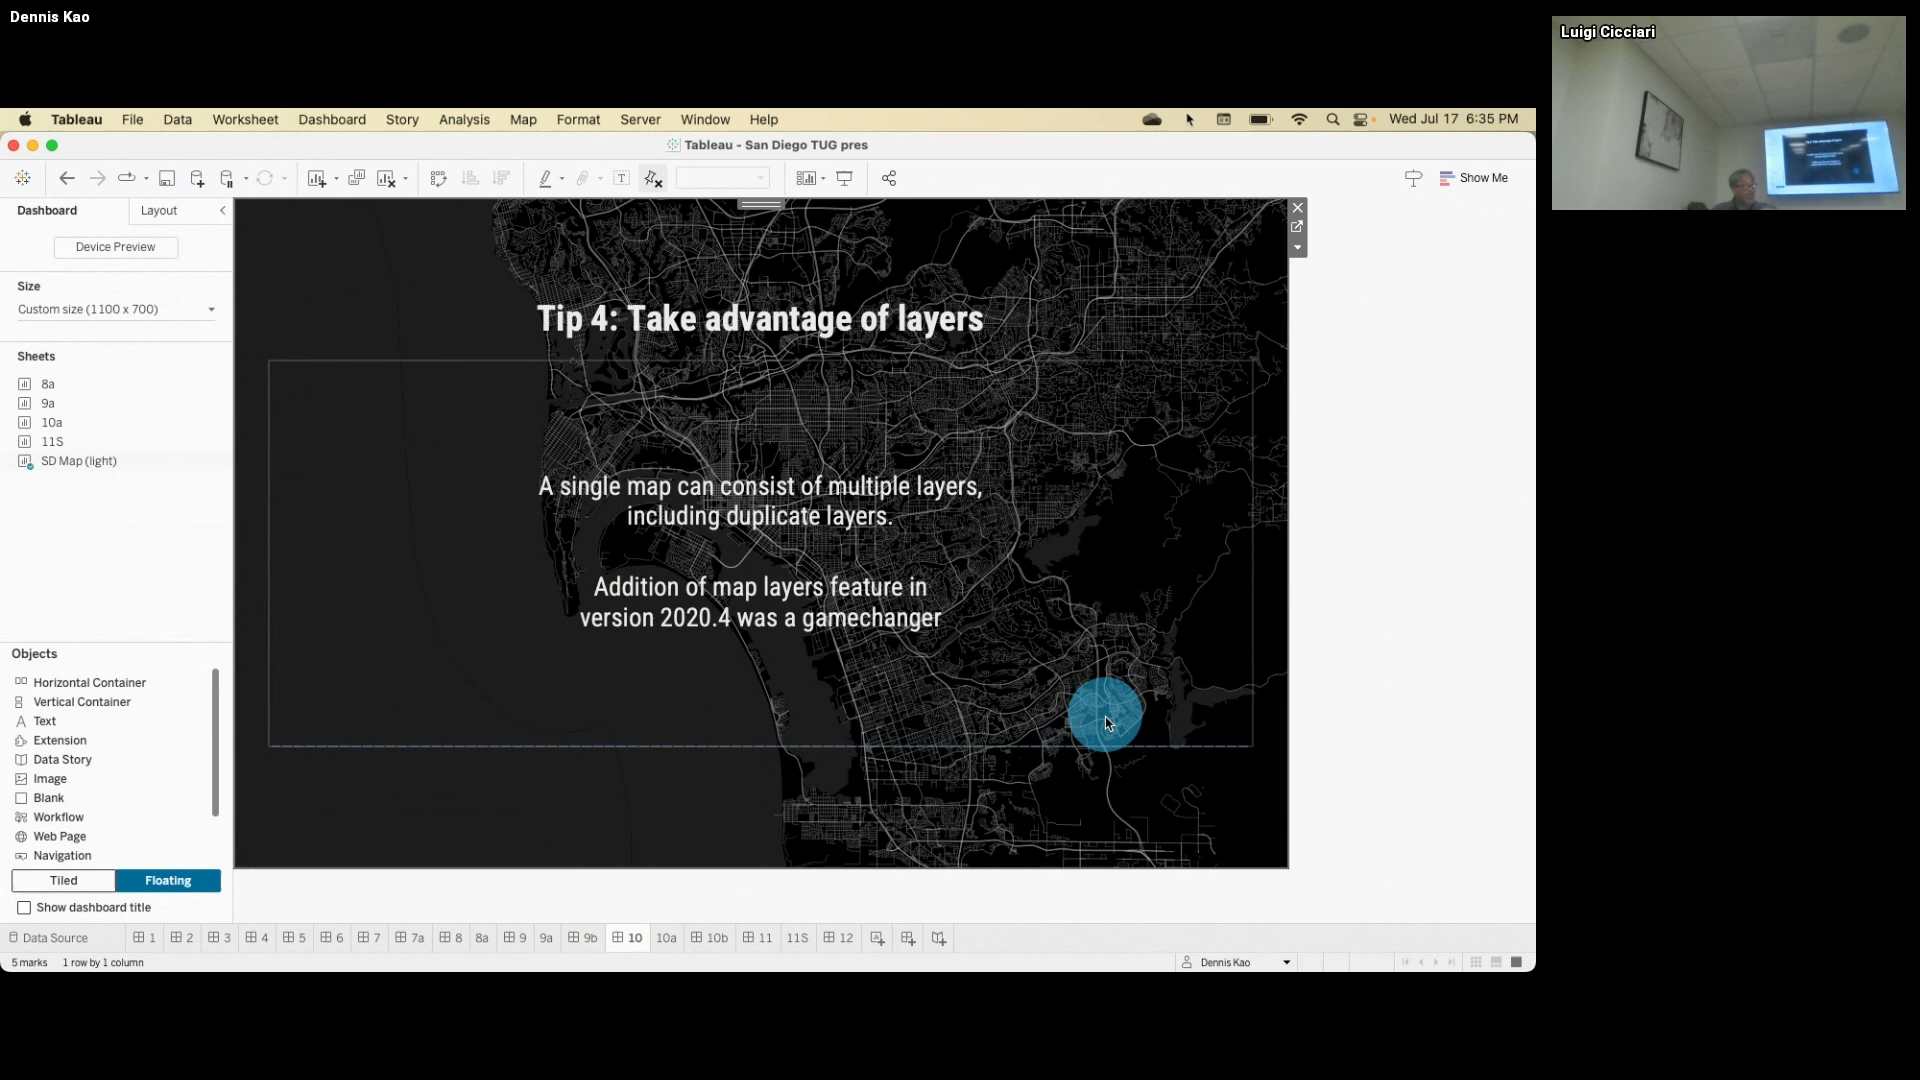 Dennis Kao
Luigi Cicciari
Tableau File Data Worksheet Dashboard Story Analysis Map Format Server Window Help
Wed Jul 17 6:35 PM
Tableau - San Diego TUG pres
Show Me
Dashboard Layout
Device Preview
Size
Custom size (1100 x 700)
Sheets
8a
9a
10a
11S
SD Map (light)
Tip 4: Take advantage of layers
A single map can consist of multiple layers,
including duplicate layers.
Addition of map layers feature in
version 2020.4 was a gamechanger
Objects
Horizontal Container
Vertical Container
Text
Extension
Data Story
Image
Blank
Workflow
Web Page
Navigation
Tiled Floating
Show dashboard title
Data Source 1 2 3 4 5 6 7 7a 8 8a 9 9a 9b 10 10a 10b 11 11S 12
5 marks 1 row by 1 column
Dennis Kao